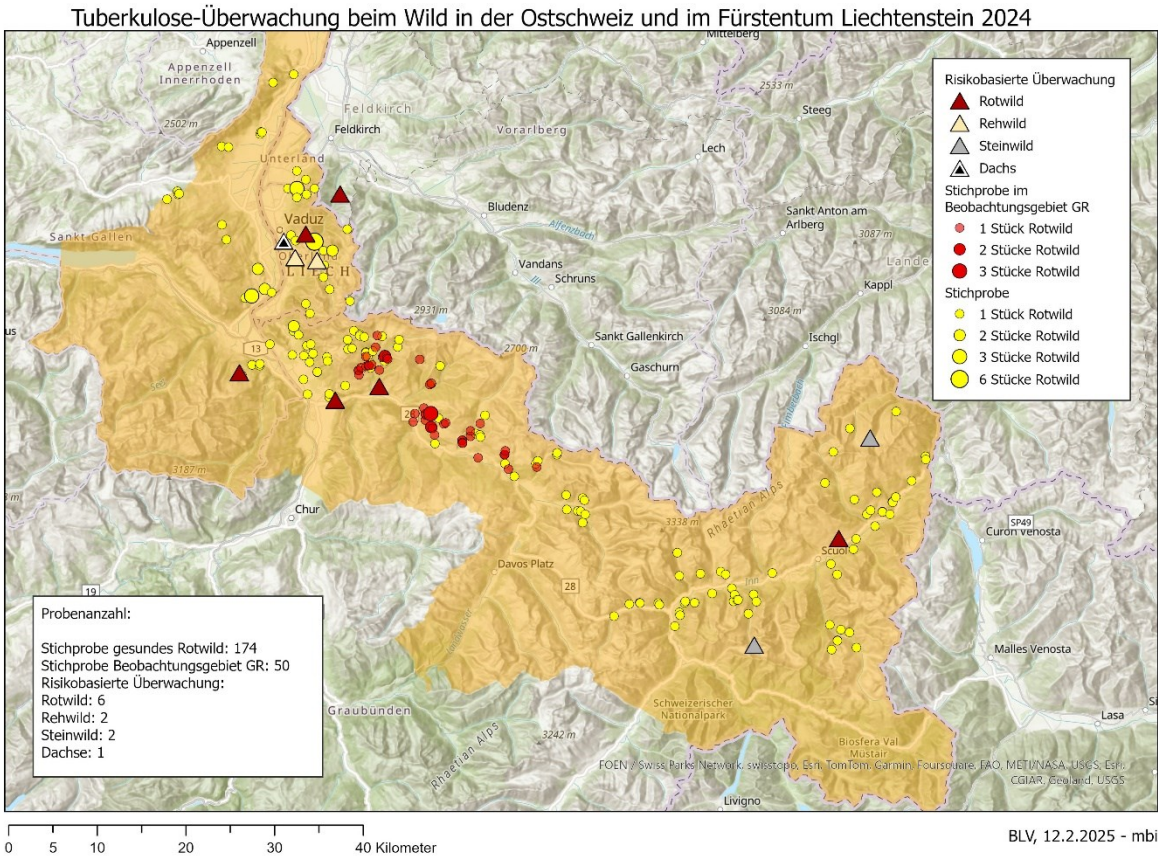 Tuberkulose-Überwachung beim Wild in der Ostschweiz und im Fürstentum Liechtenstein 2024
Mittelberg
Appenzell
Appenzell
Innerrhoden
2533 m
Feldkirch
Steeg
2502 m
Feldkirch
Vorarlberg
Lech
Unterland
Vaduz
Bludenz
Alfenzbach
Sankt Anton am
Arlberg
3087 m
Sankt Gallen
Oberland
LIECH
Lande
Vandans
Ill
Schruns
Kappl
2931 m
3084 m
13
Sankt Gallenkirch
Ischgl
2700 m
Gaschurn
28
3187 m
Chur
3338 m
Rhaetian Alps
SP49
Curon Venosta
Scuol
Davos Platz
28
Inn
19
Malles Venosta
Graubünden
Schweizerischer
Nationalpark
Lasa
3242 m
Rhaetian Alps
Biosfera Val
Müstair
Livigno
Risikobasierte Überwachung
Rotwild
Rehwild
Steinwild
Dachs
Stichprobe im
Beobachtungsgebiet GR
1 Stück Rotwild
2 Stücke Rotwild
3 Stücke Rotwild
Stichprobe
1 Stück Rotwild
2 Stücke Rotwild
3 Stücke Rotwild
6 Stücke Rotwild
Probenanzahl:
Stichprobe gesundes Rotwild: 174
Stichprobe Beobachtungsgebiet GR: 50
Risikobasierte Überwachung:
Rotwild: 6
Rehwild: 2
Steinwild: 2
Dachse: 1
FOEN / Swiss Parks Network, swisstopo, Esri, TomTom, Garmin, Foursquare, FAO, METI/NASA, USGS, Esri,
CGIAR, Geoland, USGS
0 5 10 20 30 40 Kilometer
BLV, 12.2.2025 - mbi